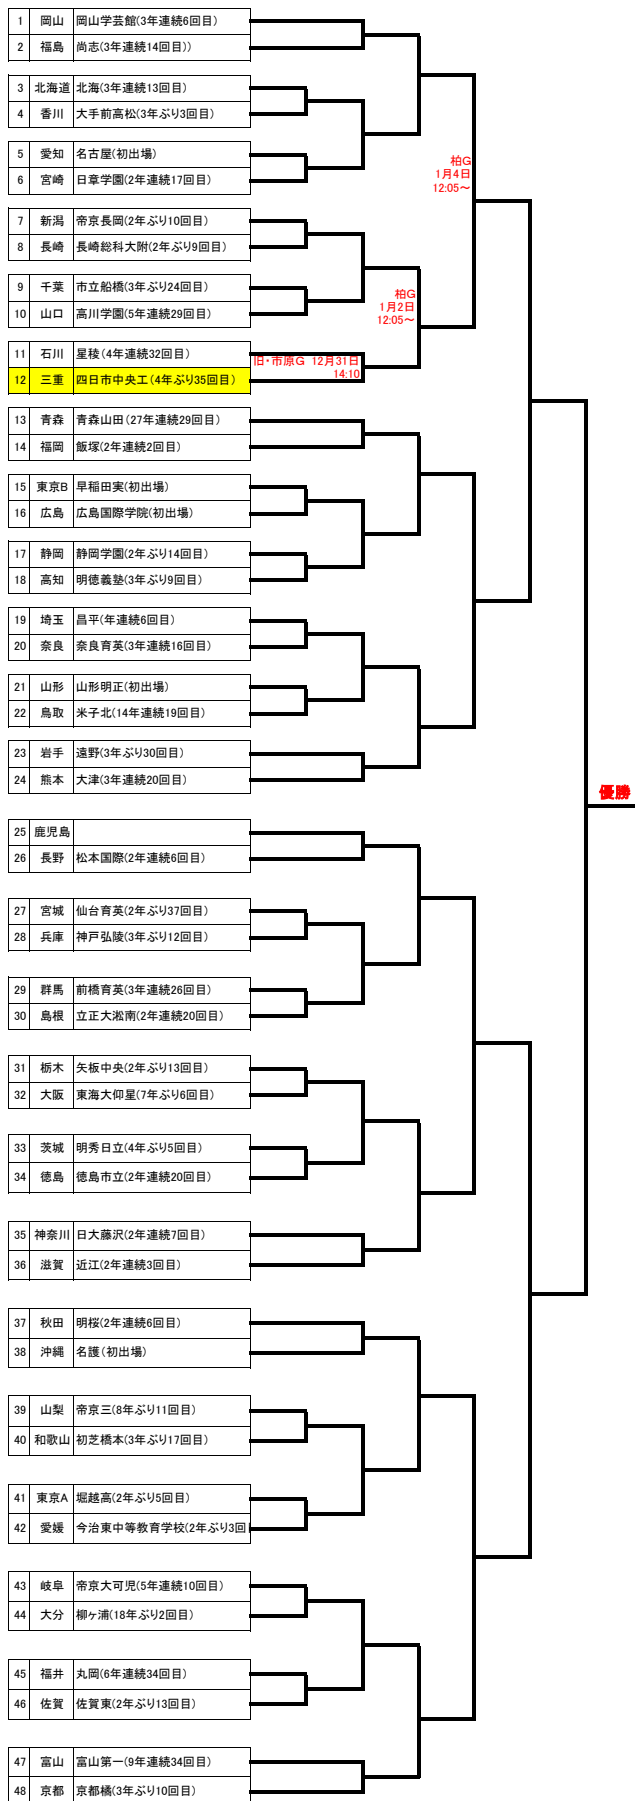 1 岡山 岡山学芸館(3年連続6回目)
2 福島 尚志(3年連続14回目))
3 北海道 北海(3年連続13回目)
4 香川 大手前高松(3年ぶり3回目)
5 愛知 名古屋(初出場)
6 宮崎 日章学園(2年連続17回目)
柏G
1月4日
12:05～
7 新潟 帝京長岡(2年ぶり10回目)
8 長崎 長崎総科大附(2年ぶり9回目)
9 千葉 市立船橋(3年ぶり24回目)
10 山口 高川学園(5年連続29回目)
柏G
1月2日
12:05～
11 石川 星稜(4年連続32回目)
12 三重 四日市中央工(4年ぶり35回目)
旧・市原G 12月31日
14:10
13 青森 青森山田(27年連続29回目)
14 福岡 飯塚(2年連続2回目)
15 東京B 早稲田実(初出場)
16 広島 広島国際学院(初出場)
17 静岡 静岡学園(2年ぶり14回目)
18 高知 明徳義塾(3年ぶり9回目)
19 埼玉 昌平(年連続6回目)
20 奈良 奈良育英(3年連続16回目)
21 山形 山形明正(初出場)
22 鳥取 米子北(14年連続19回目)
23 岩手 遠野(3年ぶり30回目)
24 熊本 大津(3年連続20回目)
優勝
25 鹿児島
26 長野 松本国際(2年連続6回目)
27 宮城 仙台育英(2年ぶり37回目)
28 兵庫 神戸弘陵(3年ぶり12回目)
29 群馬 前橋育英(3年連続26回目)
30 島根 立正大淞南(2年連続20回目)
31 栃木 矢板中央(2年ぶり13回目)
32 大阪 東海大仰星(7年ぶり6回目)
33 茨城 明秀日立(4年ぶり5回目)
34 徳島 徳島市立(2年連続20回目)
35 神奈川 日大藤沢(2年連続7回目)
36 滋賀 近江(2年連続3回目)
37 秋田 明桜(2年連続6回目)
38 沖縄 名護(初出場)
39 山梨 帝京三(8年ぶり11回目)
40 和歌山 初芝橋本(3年ぶり17回目)
41 東京A 堀越高(2年ぶり5回目)
42 愛媛 今治東中等教育学校(2年ぶり3回
43 岐阜 帝京大可児(5年連続10回目)
44 大分 柳ヶ浦(18年ぶり2回目)
45 福井 丸岡(6年連続34回目)
46 佐賀 佐賀東(2年ぶり13回目)
47 富山 富山第一(9年連続34回目)
48 京都 京都橘(3年ぶり10回目)